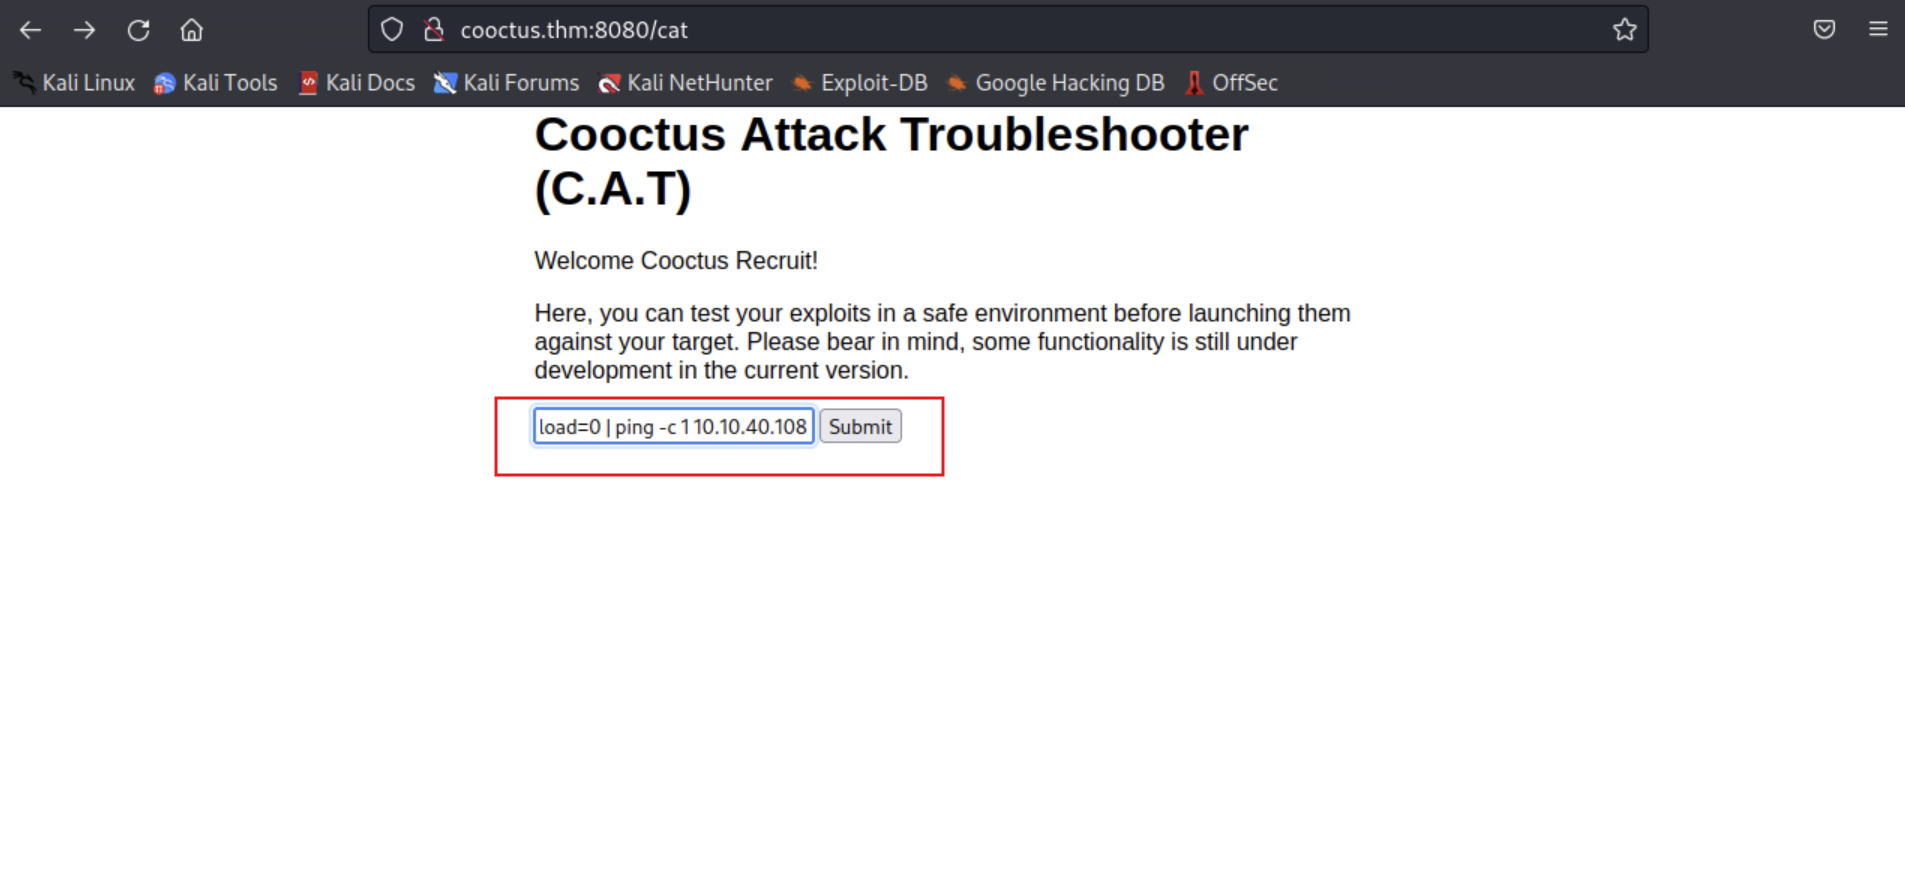 cooctus.thm:8080/cat
Kali Linux Kali Tools Kali Docs Kali Forums Kali NetHunter Exploit-DB Google Hacking DB OffSec
Cooctus Attack Troubleshooter
(C.A.T)
Welcome Cooctus Recruit!
Here, you can test your exploits in a safe environment before launching them
against your target. Please bear in mind, some functionality is still under
development in the current version.
load=0 | ping -c 1 10.10.40.108 Submit